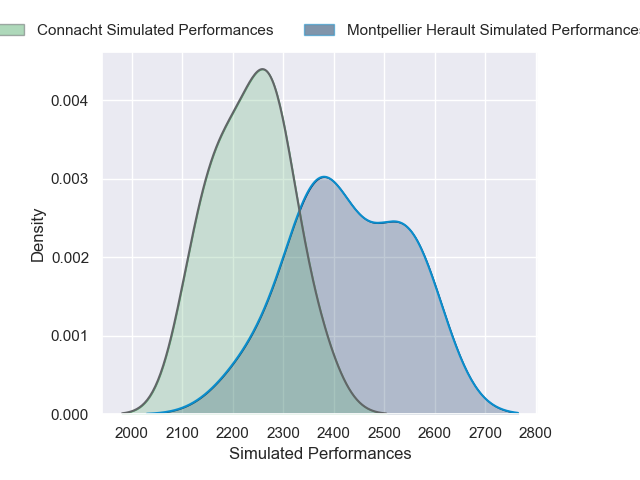 Connacht Simulated Performances Montpellier Herault Simulated Performances
0.004
0.003
Density
0.002
0.001
0.000
2000 2100 2200 2300 2400 2500 2600 2700 2800
Simulated Performances